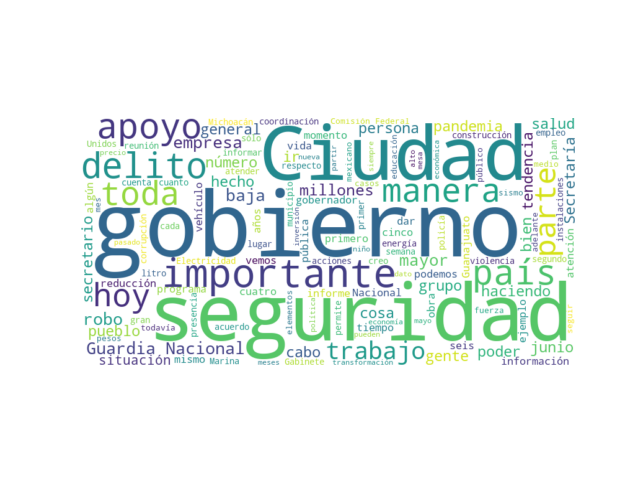 Michoacán coordinación Comisión Federal
apoyo Ciudad
general empresa persona pandemia salud
Unidos reunión precio sólo vida momento construcción empleo
delito informar nueva partir mexicano siempre educación alto mesa económica público tendencia plan
número ir respecto casos medio Secretaría
algún cuenta cuanto Electricidad atender acciones creo vemos violencia sismo instalaciones
toda hecho baja millones manera parte
mes secretario vehículo años municipio gobernador primer dar policía bien adelante
gobierno
corrupción cada pasado lugar pública inversión primero niño cinco semana energía Guanajuato segundo atención
importante mayor país
reducción litro programa cuatro informe Nacional dato podemos grupo haciendo
hoy seguridad
robo presencia elementos política permite cosa obra economía mayo fuerza ejemplo seguir
pueblo gran todavía acuerdo tiempo pueden
pesos Guardia Nacional cabo trabajo gente seis poder junio
situación mismo Marina meses Gabinete transformación información